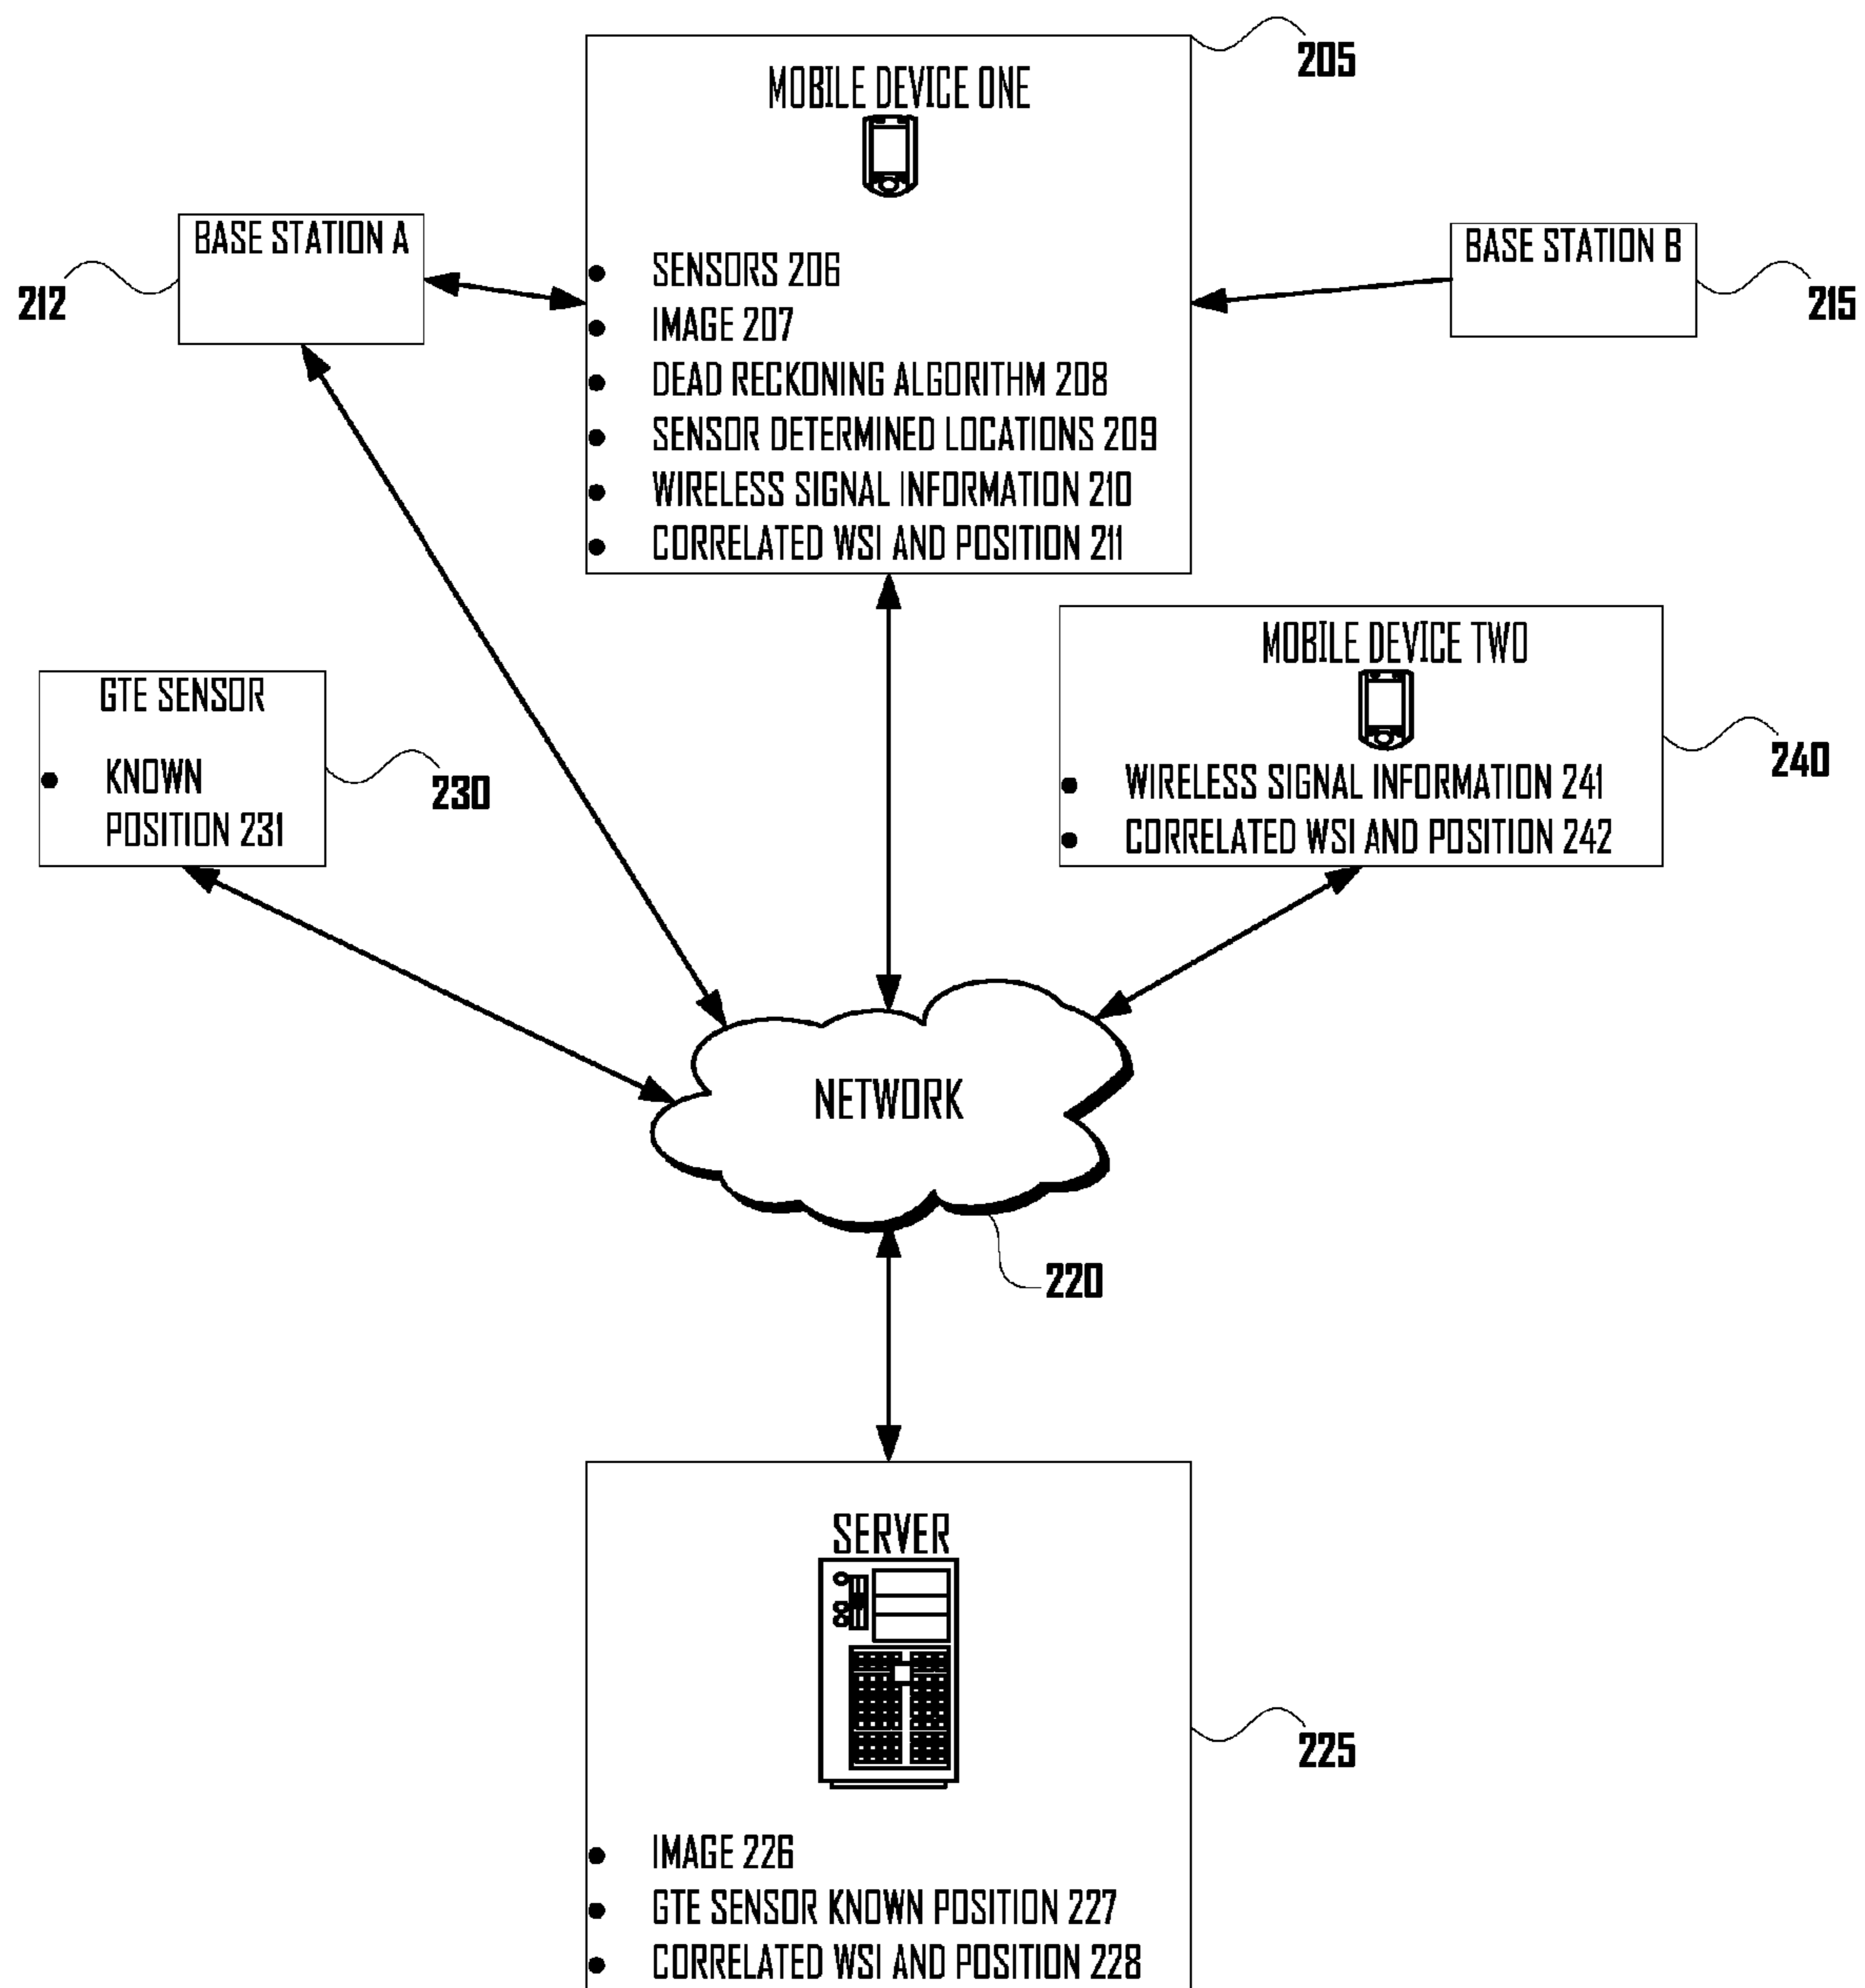 205
MOBILE DEVICE ONE
• SENSORS 206
• IMAGE 207
• DEAD RECKONING ALGORITHM 208
• SENSOR DETERMINED LOCATIONS 209
• WIRELESS SIGNAL INFORMATION 210
• CORRELATED WSI AND POSITION 211
BASE STATION A
212
BASE STATION B
215
MOBILE DEVICE TWO
• WIRELESS SIGNAL INFORMATION 241
• CORRELATED WSI AND POSITION 242
240
GTE SENSOR
• KNOWN
POSITION 231
230
NETWORK
220
SERVER
225
• IMAGE 226
• GTE SENSOR KNOWN POSITION 227
• CORRELATED WSI AND POSITION 228